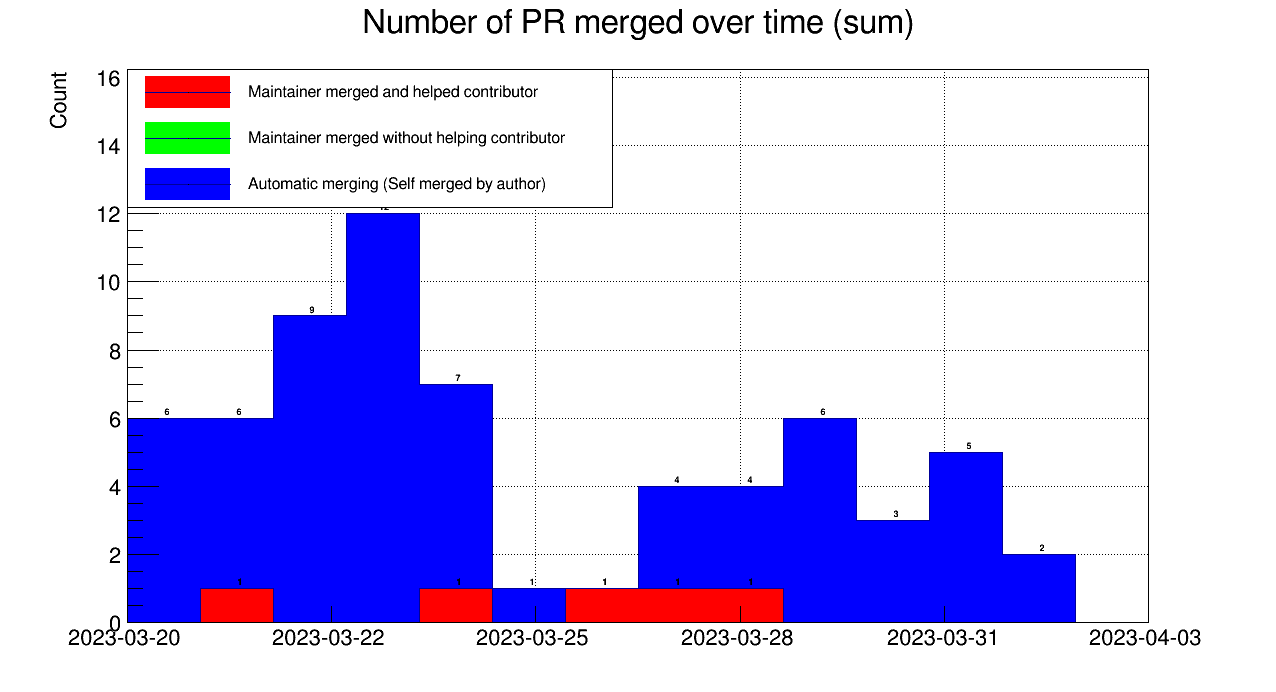 Number of PR merged over time (sum)
Count
16
14
12
10
8
6
4
2
0
Maintainer merged and helped contributor
Maintainer merged without helping contributor
Automatic merging (Self merged by author)
6 6 9 7 1 1 4 4 6 3 5 2
1 1 1 1
2023-03-20 2023-03-22 2023-03-25 2023-03-28 2023-03-31 2023-04-03